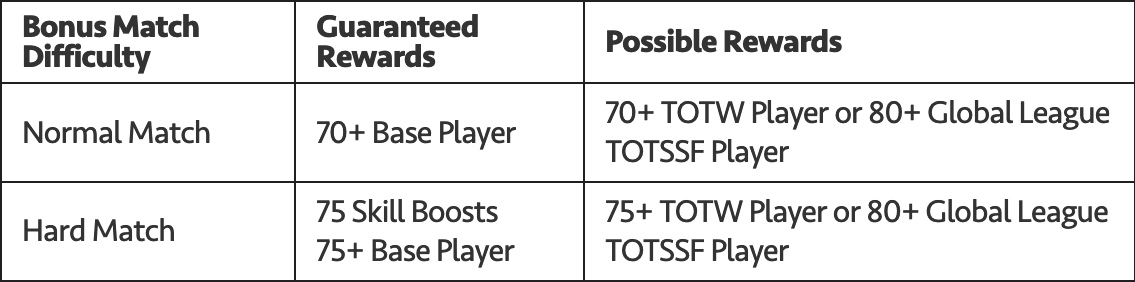 Bonus Match
Difficulty
Guaranteed
Rewards
Possible Rewards
Normal Match
70+ Base Player
70+ TOTW Player or 80+ Global League
TOTSSF Player
Hard Match
75 Skill Boosts
75+ Base Player
75+ TOTW Player or 80+ Global League
TOTSSF Player